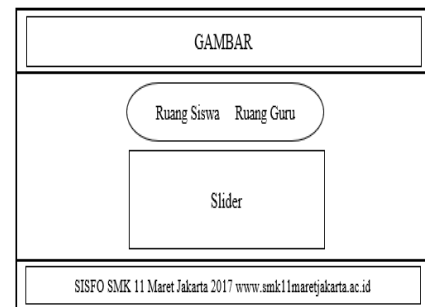 GAMBAR
Ruang Siswa Ruang Guru
Slider
SISFO SMK 11 Maret Jakarta 2017 www.smk11maretjakarta.ac.id